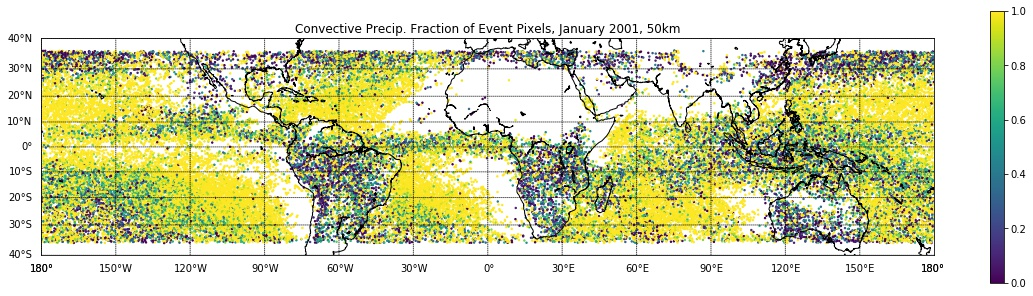 Convective Precip. Fraction of Event Pixels, January 2001, 50km
40°N
30°N
20°N
10°N
0°
10°S
20°S
30°S
40°S
180° 150°W 120°W 90°W 60°W 30°W 0° 30°E 60°E 90°E 120°E 150°E 180°
1.0
0.8
0.6
0.4
0.2
0.0